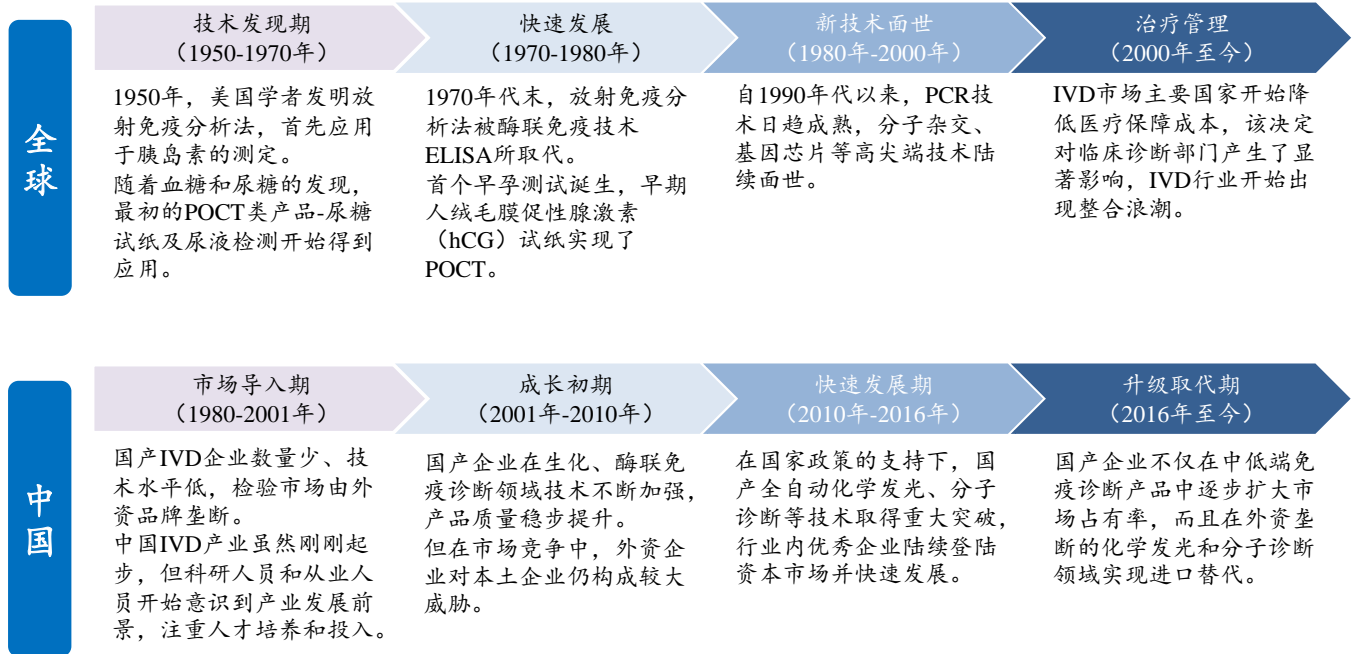 全球
技术发现期
（1950-1970年）
快速发展
（1970-1980年）
新技术面世
（1980年-2000年）
治疗管理
（2000年至今）
1950年，美国学者发明放
射免疫分析法，首先应用
于胰岛素的测定。
随着血糖和尿糖的发现，
最初的POCT类产品-尿糖
试纸及尿液检测开始得到
应用。
1970年代末，放射免疫分
析法被酶联免疫技术
ELISA所取代。
首个早孕测试诞生，早期
人绒毛膜促性腺激素
（hCG）试纸实现了
POCT。
自1990年代以来，PCR技
术日趋成熟，分子杂交、
基因芯片等高尖端技术陆
续面世。
IVD市场主要国家开始降
低医疗保障成本，该决定
对临床诊断部门产生了显
著影响，IVD行业开始出
现整合浪潮。
中国
市场导入期
（1980-2001年）
成长初期
（2001年-2010年）
快速发展期
（2010年-2016年）
升级取代期
（2016年至今）
国产IVD企业数量少、技
术水平低，检验市场由外
资品牌垄断。
中国IVD产业虽然刚刚起
步，但科研人员和从业人
员开始意识到产业发展前
景，注重人才培养和投入。
国产企业在生化、酶联免
疫诊断领域技术不断加强，
产品质量稳步提升。
但在市场竞争中，外资企
业对本土企业仍构成较大
威胁。
在国家政策的支持下，国
产全自动化学发光、分子
诊断等技术取得重大突破，
行业内优秀企业陆续登陆
资本市场并快速发展。
国产企业不仅在中低端免
疫诊断产品中逐步扩大市
场占有率，而且在外资垄
断的化学发光和分子诊断
领域实现进口替代。